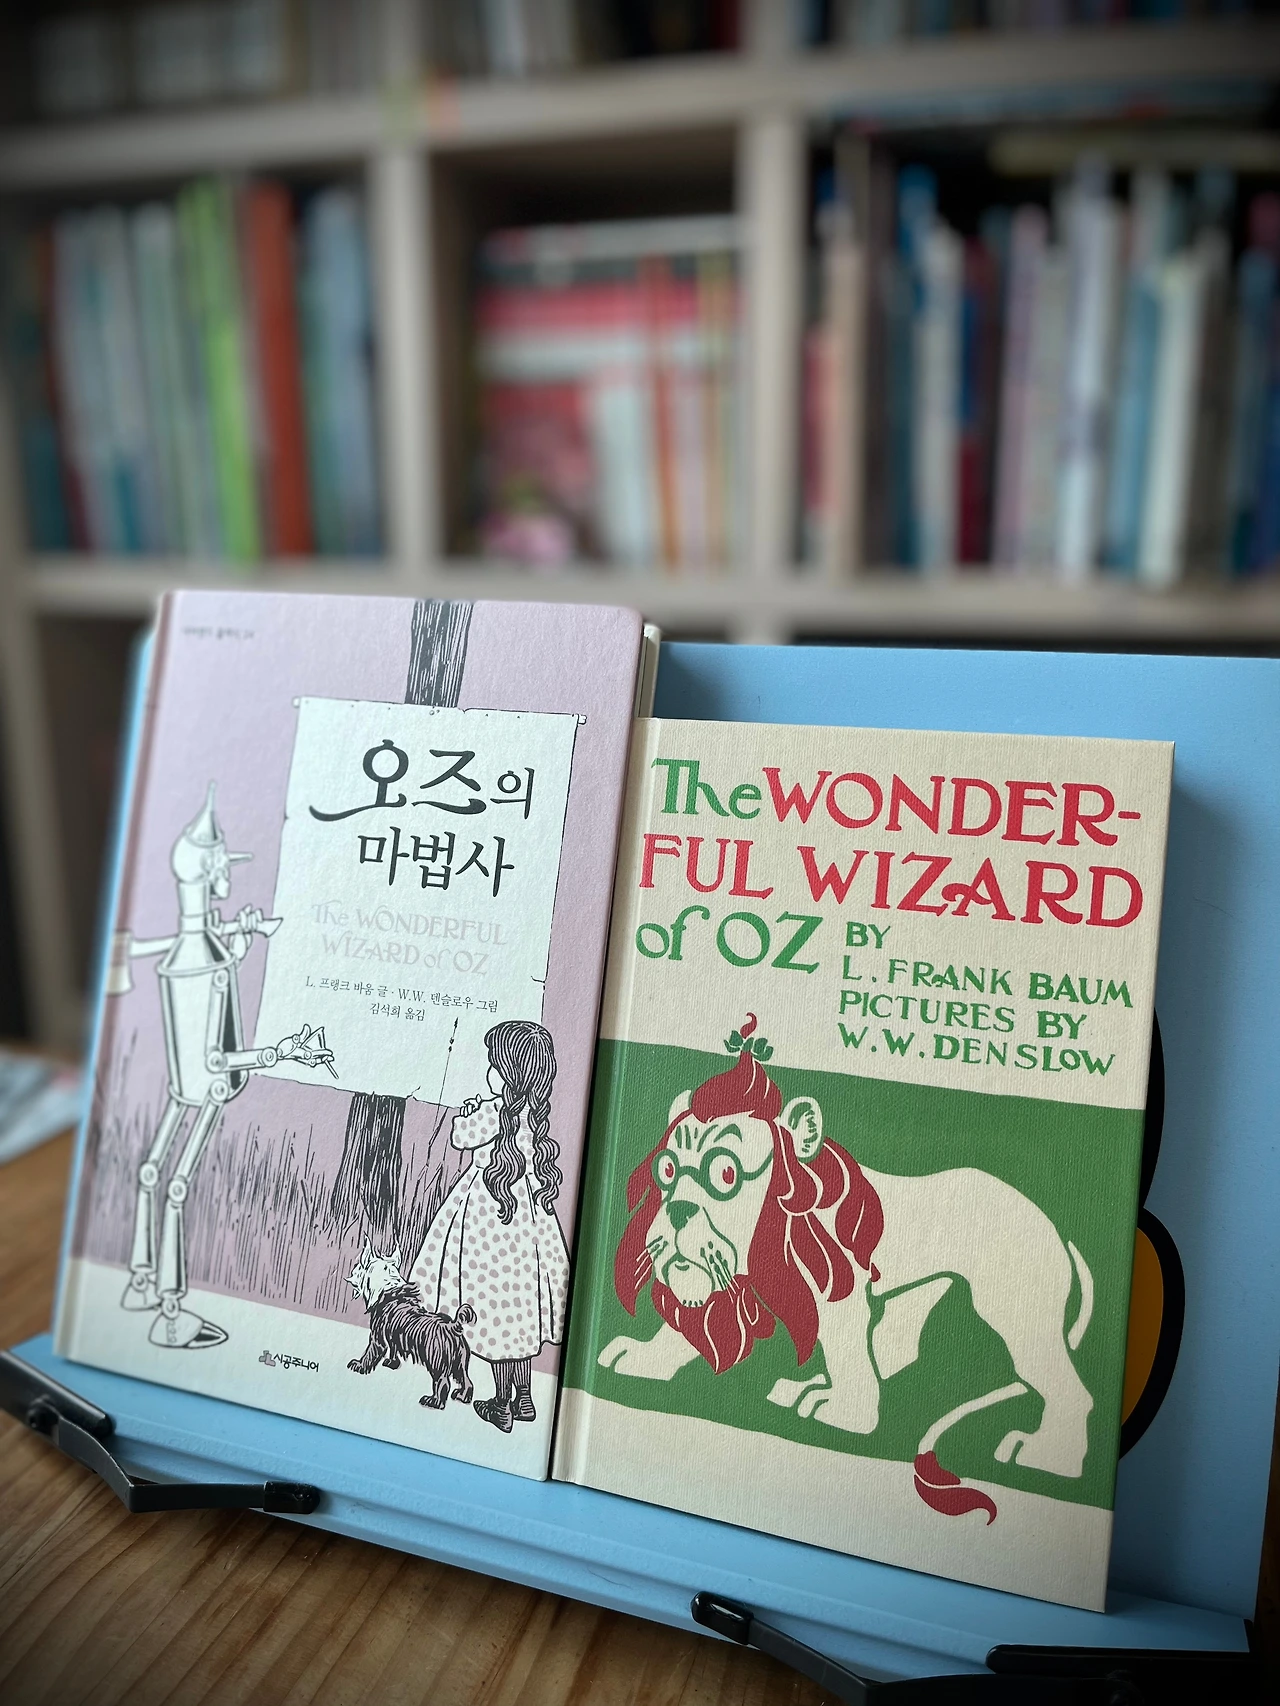 오즈의
마법사
The WONDERFUL
WIZARD of OZ
L. 프랭크 바움 글 · W.W. 덴슬로우 그림
김석희 옮김
시공주니어
The WONDER-
FUL WIZARD
of OZ BY
L. FRANK BAUM
PICTURES BY
W. W. DENSLOW